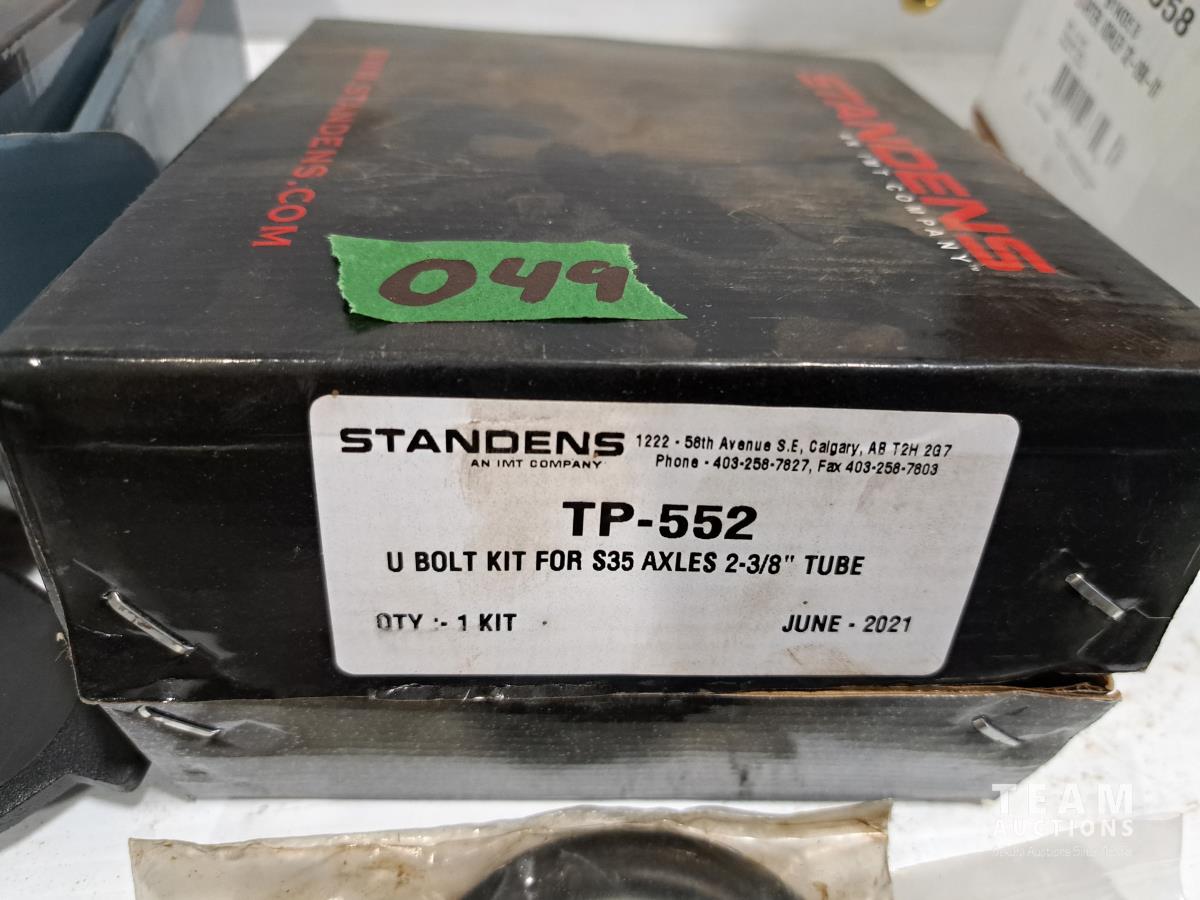 STANDENS
AN IMT COMPANY™
.STANDENS.COM
049
STANDENS
AN IMT COMPANY
1222 - 58th Avenue S.E, Calgary, AB T2H 2G7
Phone - 403-258-7827, Fax 403-258-7803
TP-552
U BOLT KIT FOR S35 AXLES 2-3/8" TUBE
QTY :- 1 KIT
JUNE - 2021
TEAM
AUCTIONS